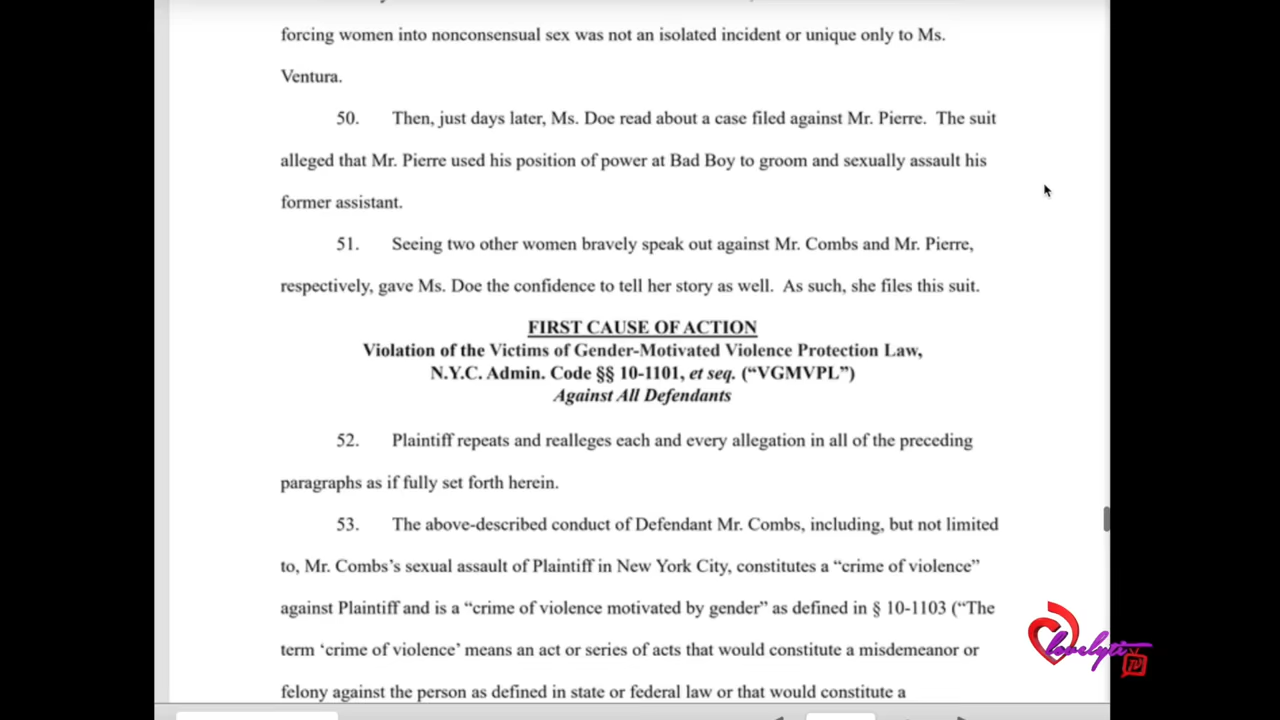 forcing women into nonconsensual sex was not an isolated incident or unique only to Ms.
Ventura.
50. Then, just days later, Ms. Doe read about a case filed against Mr. Pierre. The suit
alleged that Mr. Pierre used his position of power at Bad Boy to groom and sexually assault his
former assistant.
51. Seeing two other women bravely speak out against Mr. Combs and Mr. Pierre,
respectively, gave Ms. Doe the confidence to tell her story as well. As such, she files this suit.
FIRST CAUSE OF ACTION
Violation of the Victims of Gender-Motivated Violence Protection Law,
N.Y.C. Admin. Code §§ 10-1101, et seq. (“VGMVPL”)
Against All Defendants
52. Plaintiff repeats and realleges each and every allegation in all of the preceding
paragraphs as if fully set forth herein.
53. The above-described conduct of Defendant Mr. Combs, including, but not limited
to, Mr. Combs’s sexual assault of Plaintiff in New York City, constitutes a “crime of violence”
against Plaintiff and is a “crime of violence motivated by gender” as defined in § 10-1103 (“The
term ‘crime of violence’ means an act or series of acts that would constitute a misdemeanor or
felony against the person as defined in state or federal law or that would constitute a
lovelyti
TV